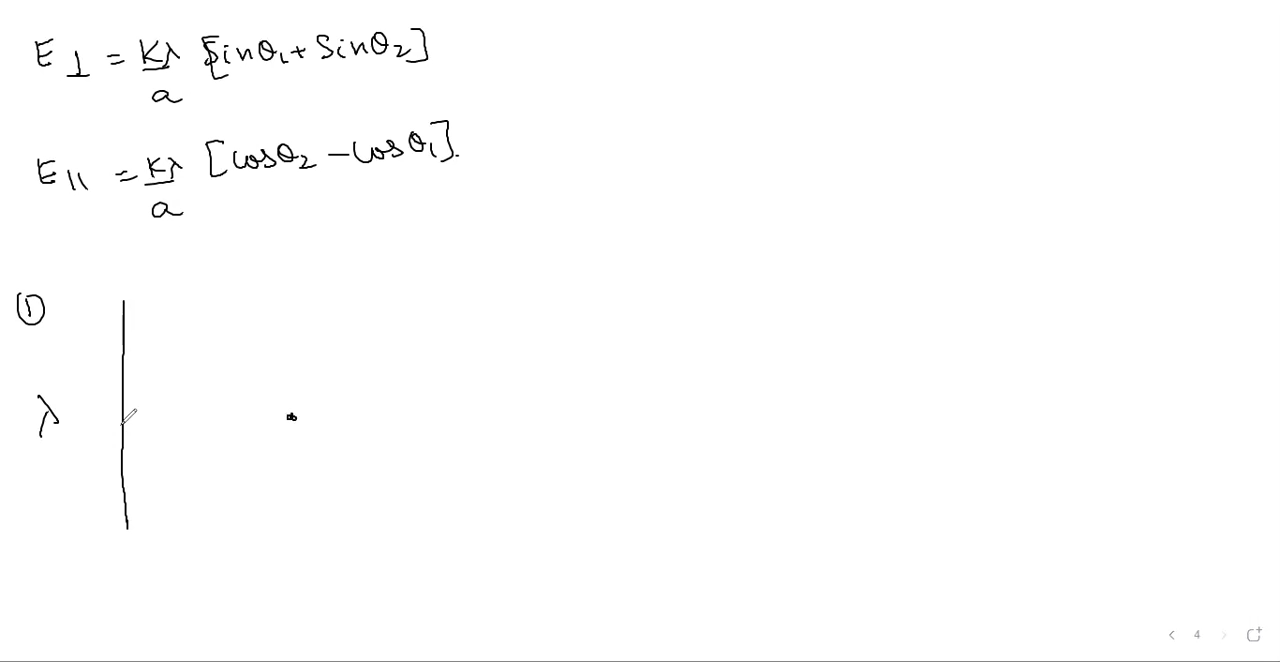 E⊥ = Kλ/a [Sinθ₁ + Sinθ₂]
E∥ = Kλ/a [Cosθ₂ − Cosθ₁].
①
λ
< 4 >